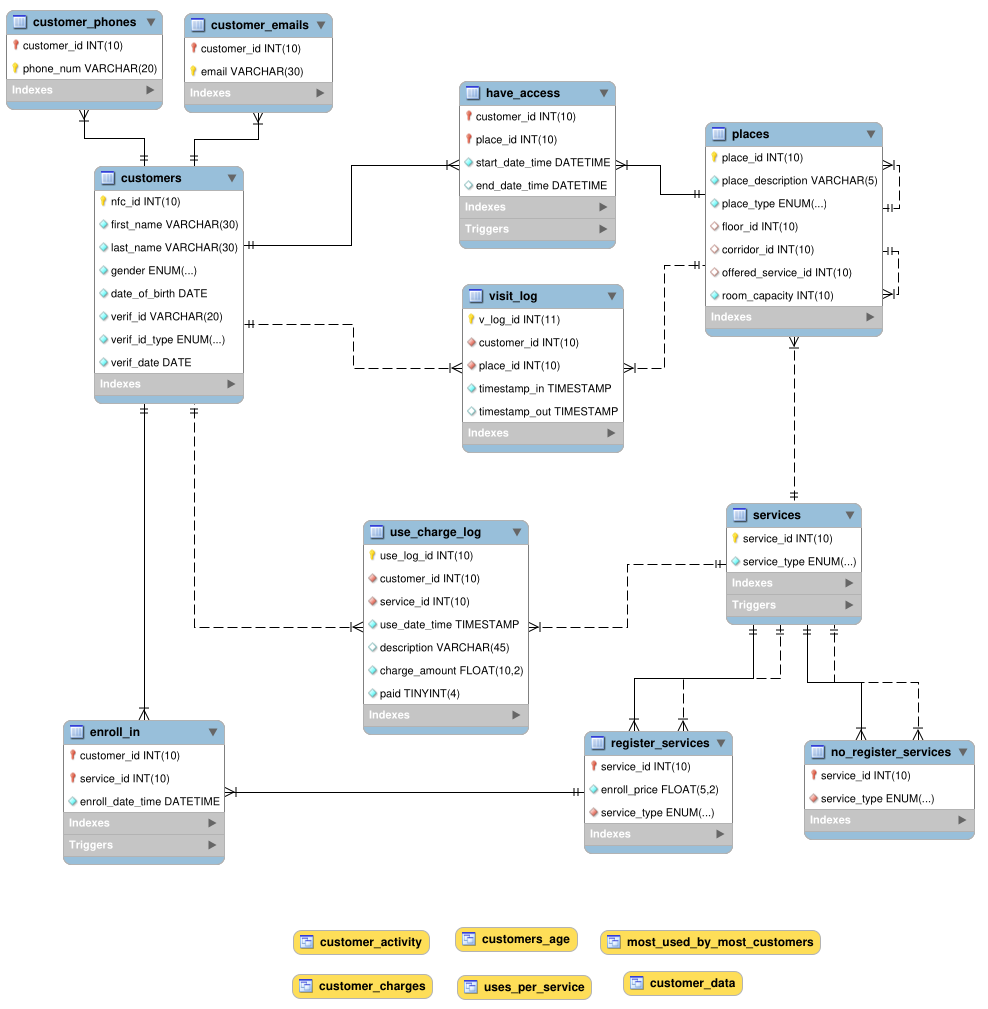 customer_phones
customer_id INT(10)
phone_num VARCHAR(20)
Indexes
customer_emails
customer_id INT(10)
email VARCHAR(30)
Indexes
have_access
customer_id INT(10)
place_id INT(10)
start_date_time DATETIME
end_date_time DATETIME
Indexes
Triggers
places
place_id INT(10)
place_description VARCHAR(5)
place_type ENUM(...)
floor_id INT(10)
corridor_id INT(10)
offered_service_id INT(10)
room_capacity INT(10)
Indexes
customers
nfc_id INT(10)
first_name VARCHAR(30)
last_name VARCHAR(30)
gender ENUM(...)
date_of_birth DATE
verif_id VARCHAR(20)
verif_id_type ENUM(...)
verif_date DATE
Indexes
visit_log
v_log_id INT(11)
customer_id INT(10)
place_id INT(10)
timestamp_in TIMESTAMP
timestamp_out TIMESTAMP
Indexes
use_charge_log
use_log_id INT(10)
customer_id INT(10)
service_id INT(10)
use_date_time TIMESTAMP
description VARCHAR(45)
charge_amount FLOAT(10,2)
paid TINYINT(4)
Indexes
services
service_id INT(10)
service_type ENUM(...)
Indexes
Triggers
enroll_in
customer_id INT(10)
service_id INT(10)
enroll_date_time DATETIME
Indexes
Triggers
register_services
service_id INT(10)
enroll_price FLOAT(5,2)
service_type ENUM(...)
Indexes
no_register_services
service_id INT(10)
service_type ENUM(...)
Indexes
customer_activity
customers_age
most_used_by_most_customers
customer_charges
uses_per_service
customer_data